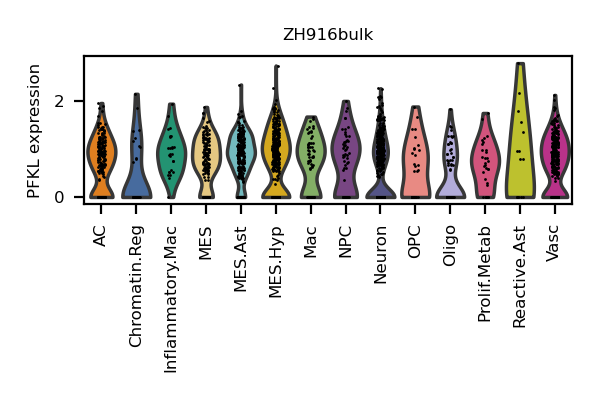 ZH916bulk
PFKL expression
2
0
AC
Chromatin.Reg
Inflammatory.Mac
MES
MES.Ast
MES.Hyp
Mac
NPC
Neuron
OPC
Oligo
Prolif.Metab
Reactive.Ast
Vasc